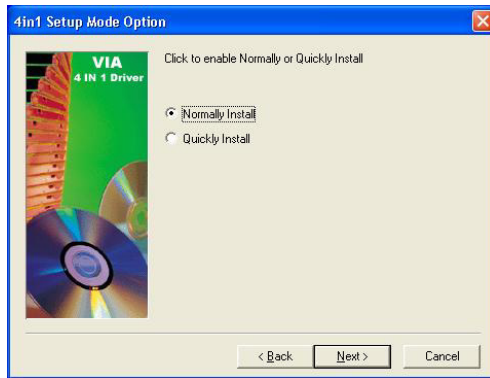 4in1 Setup Mode Option
VIA
4 IN 1 Driver
Click to enable Normally or Quickly Install
Normally Install
Quickly Install
< Back
Next >
Cancel